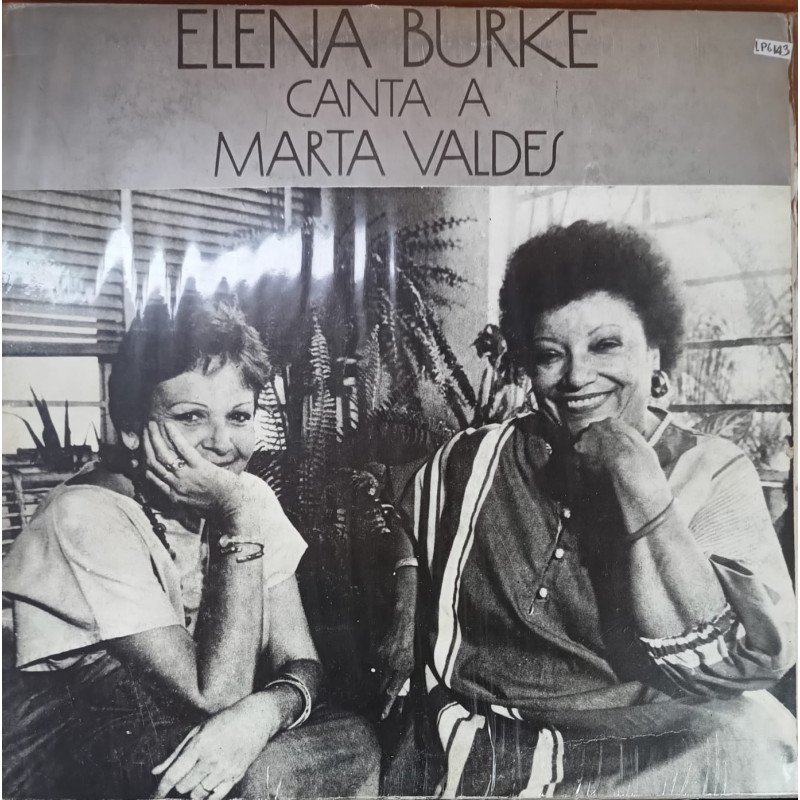 ELENA BURKE
CANTA A
MARTA VALDES
LP6143